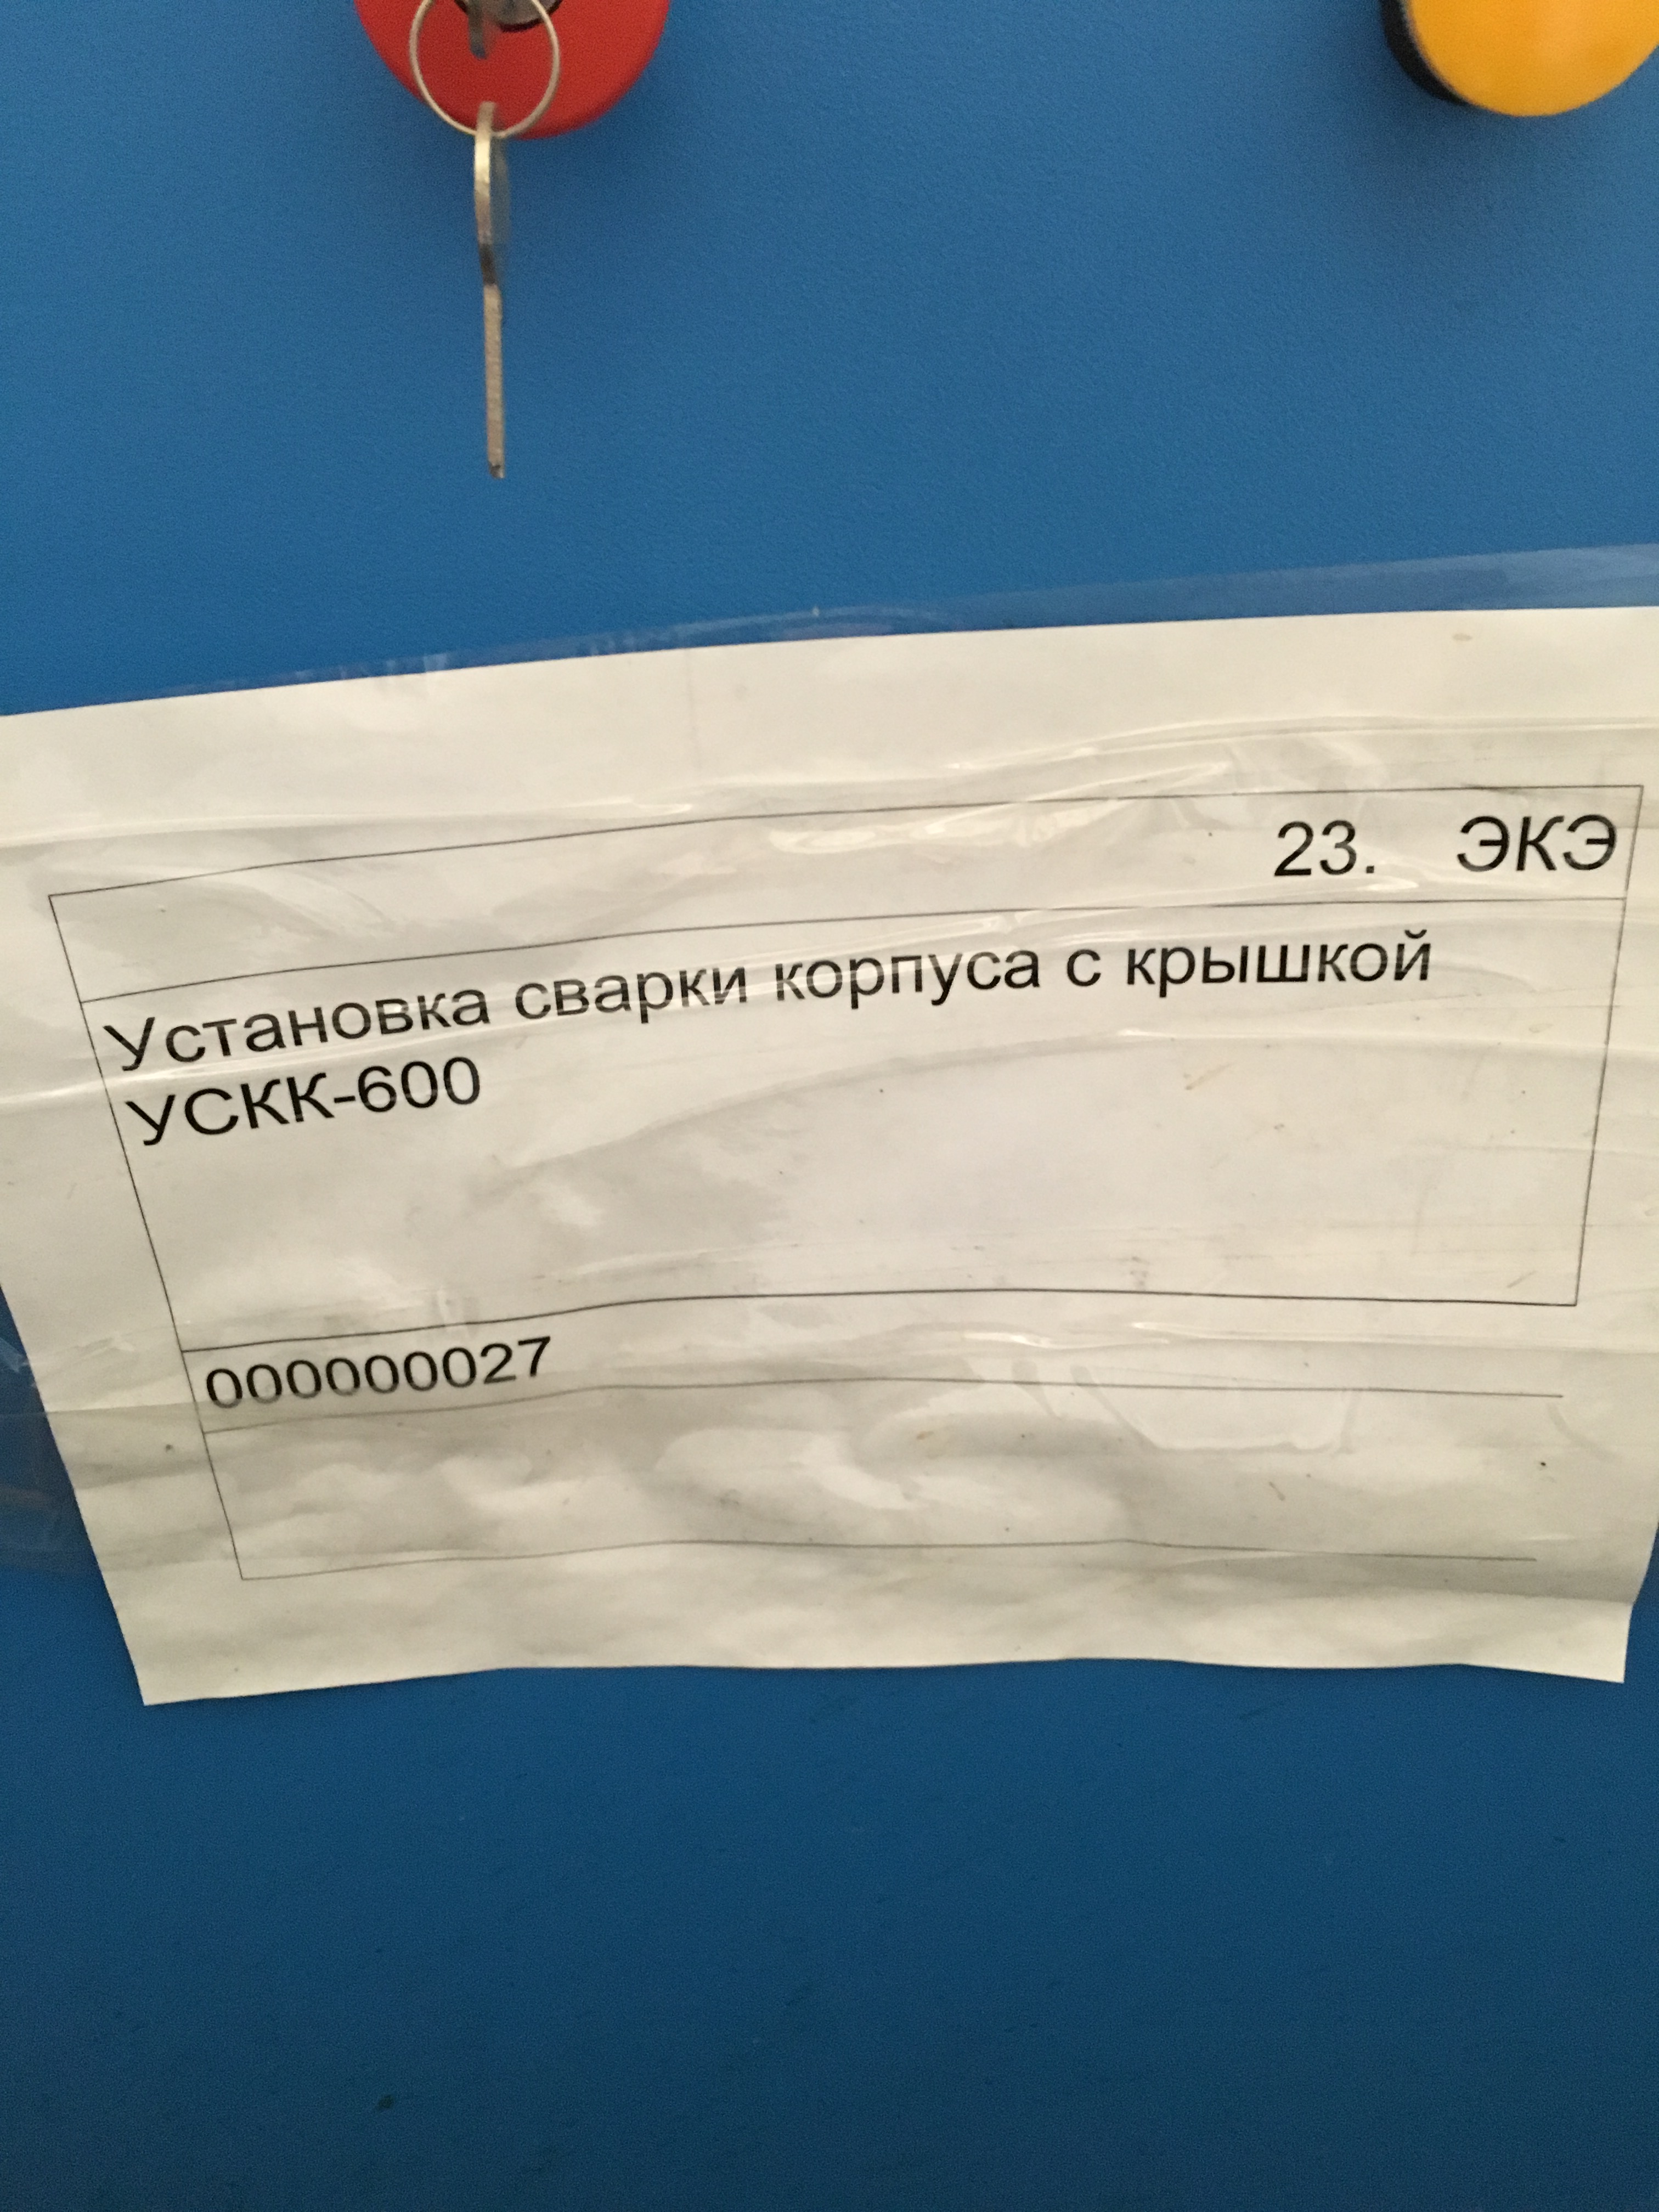 23. ЭКЭ
Установка сварки корпуса с крышкой
УСКК-600
000000027